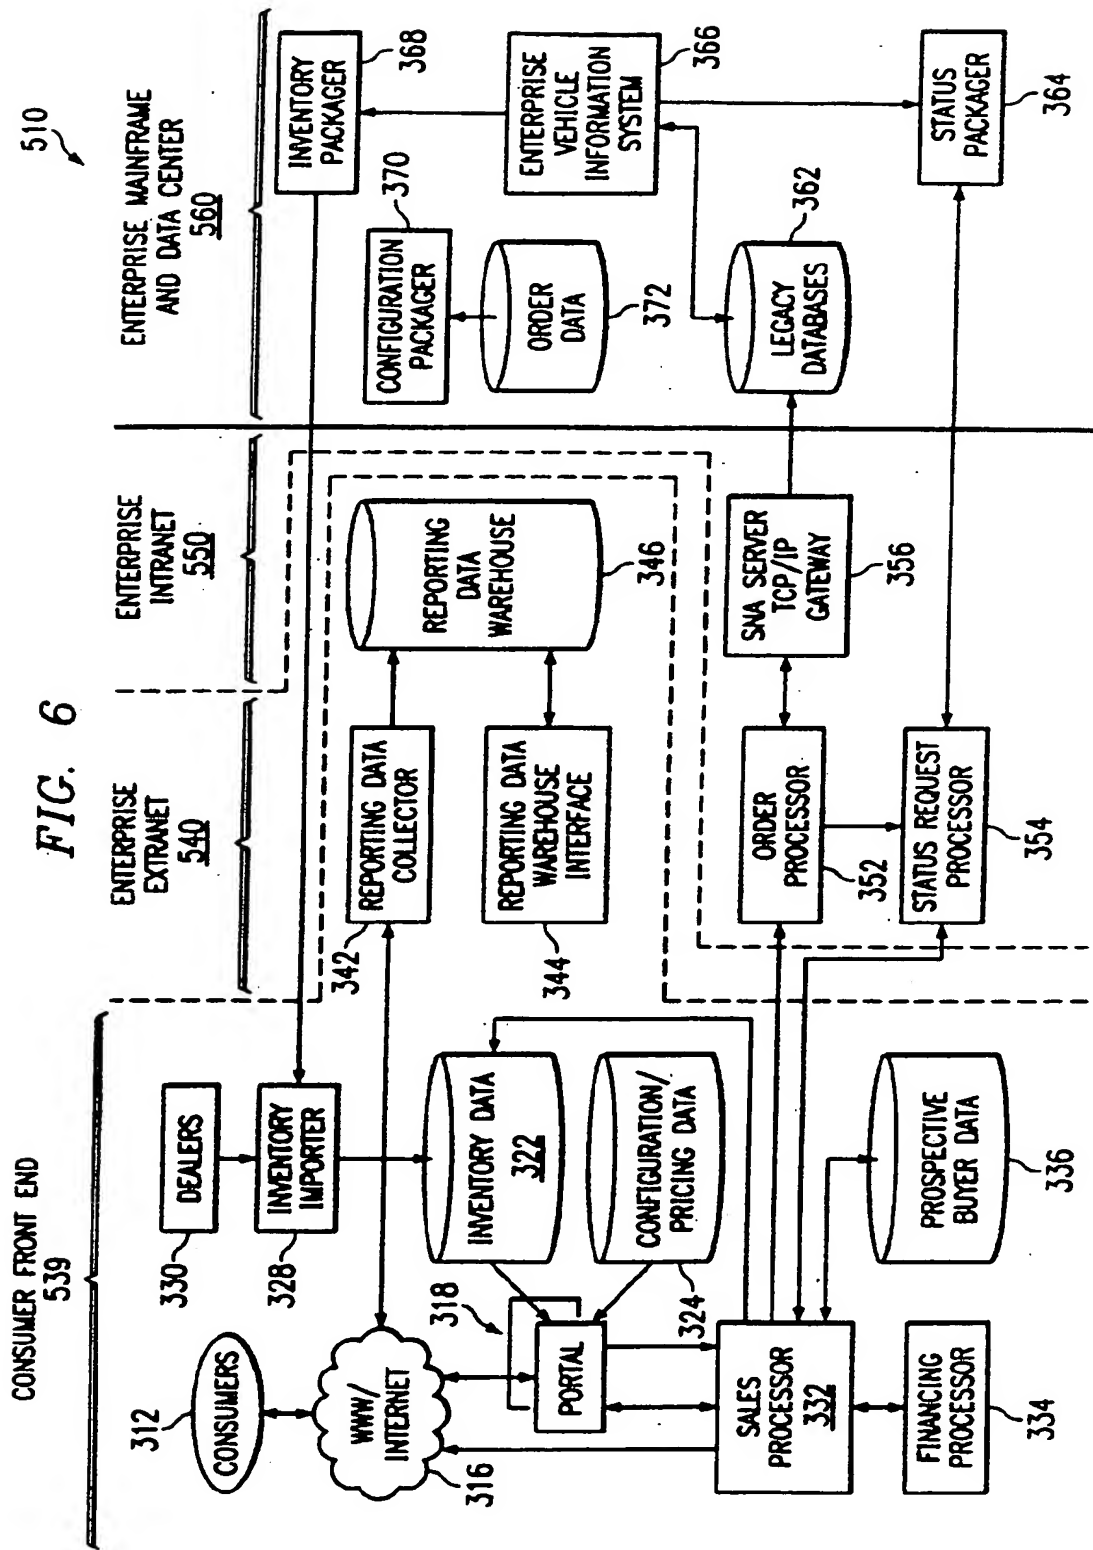 FIG. 6
510
CONSUMER FRONT END
539
ENTERPRISE
EXTRANET
540
ENTERPRISE
INTRANET
550
ENTERPRISE MAINFRAME
AND DATA CENTER
560
312
CONSUMERS
WWW/
INTERNET
316
330
DEALERS
328
INVENTORY
IMPORTER
INVENTORY DATA
322
CONFIGURATION/
PRICING DATA
324
318
PORTAL
SALES
PROCESSOR
332
FINANCING
PROCESSOR
334
PROSPECTIVE
BUYER DATA
336
REPORTING DATA
COLLECTOR
342
REPORTING DATA
WAREHOUSE
INTERFACE
344
REPORTING
DATA
WAREHOUSE
346
ORDER
PROCESSOR
352
STATUS REQUEST
PROCESSOR
354
SNA SERVER
TCP/IP
GATEWAY
356
INVENTORY
PACKAGER
368
CONFIGURATION
PACKAGER
370
ORDER
DATA
372
ENTERPRISE
VEHICLE
INFORMATION
SYSTEM
366
LEGACY
DATABASES
362
STATUS
PACKAGER
364